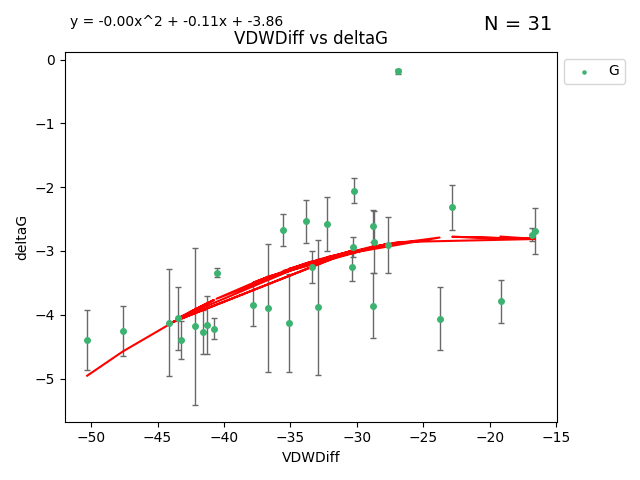 y = -0.00x^2 + -0.11x + -3.86
N = 31
VDWDiff vs deltaG
G
0
−1
−2
−3
−4
−5
deltaG
−50
−45
−40
−35
−30
−25
−20
−15
VDWDiff